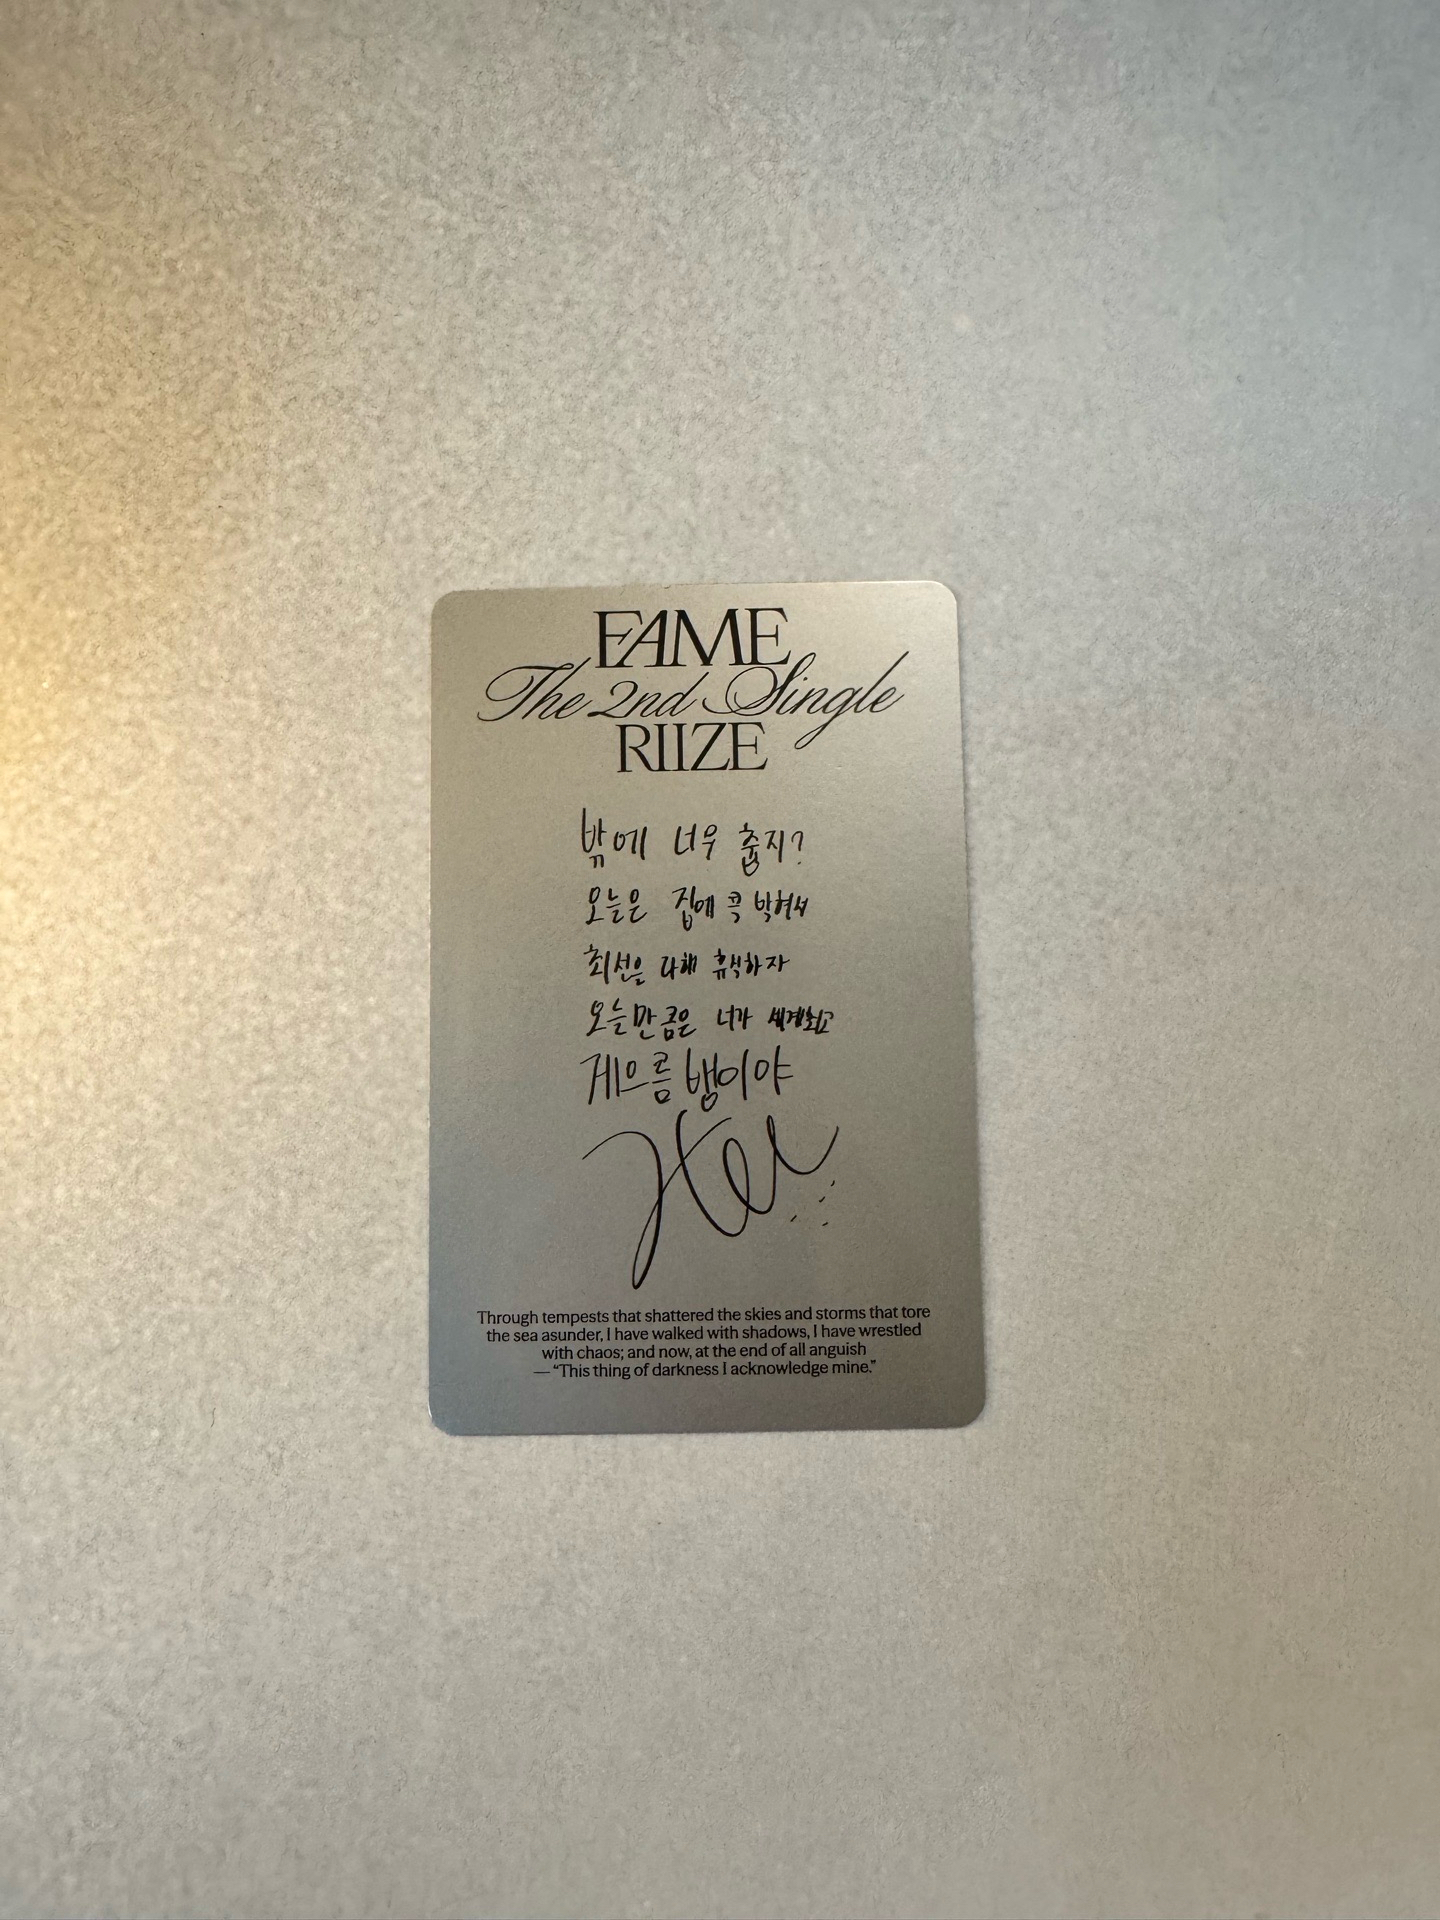 FAME
The 2nd Single
RIIZE
밖에 너무 춥지?
오늘은 집에 콕 박혀서
최선을 다해 휴식하자
오늘만큼은 너가 세계최고
게으름뱅이야
Through tempests that shattered the skies and storms that tore
the sea asunder, I have walked with shadows, I have wrestled
with chaos; and now, at the end of all anguish
— “This thing of darkness I acknowledge mine.”